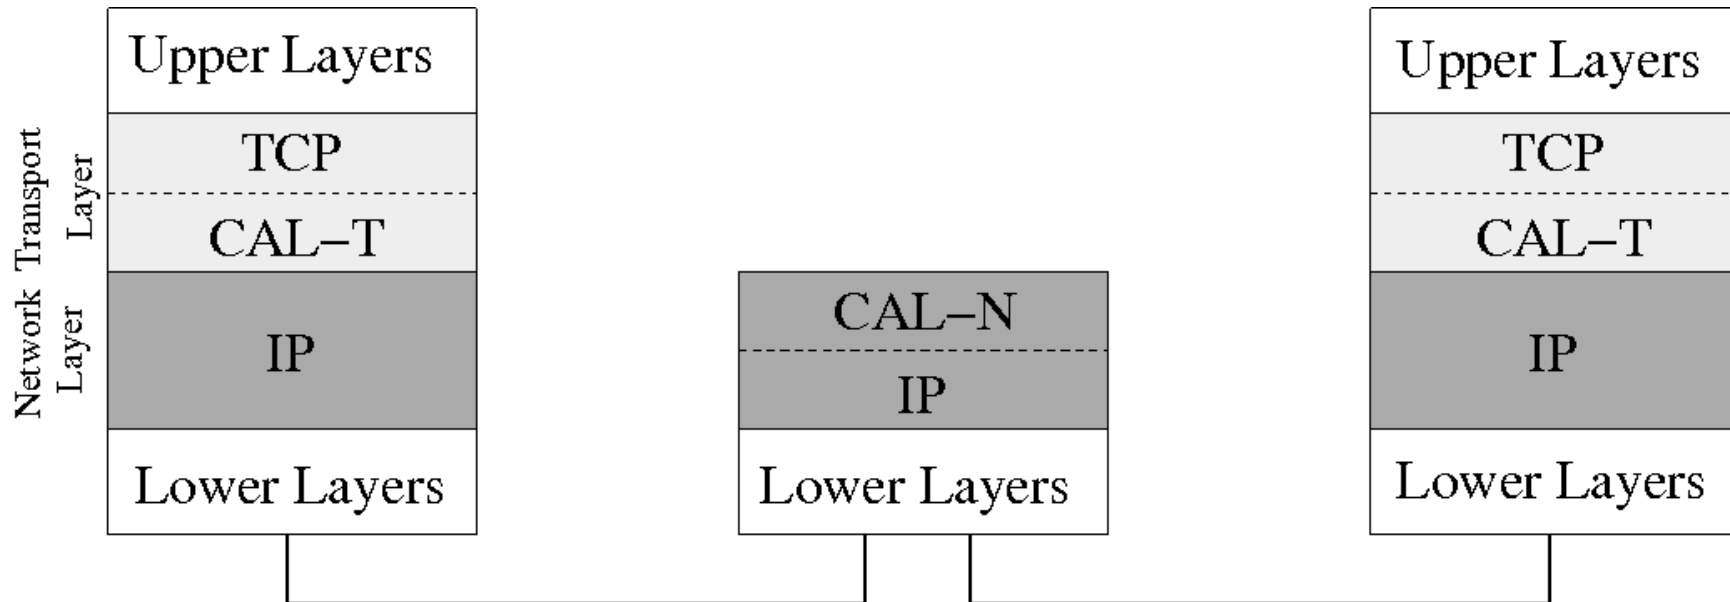 Upper Layers
TCP
CAL–T
IP
Lower Layers
Transport
Layer
Network
Layer
CAL–N
IP
Lower Layers
Upper Layers
TCP
CAL–T
IP
Lower Layers